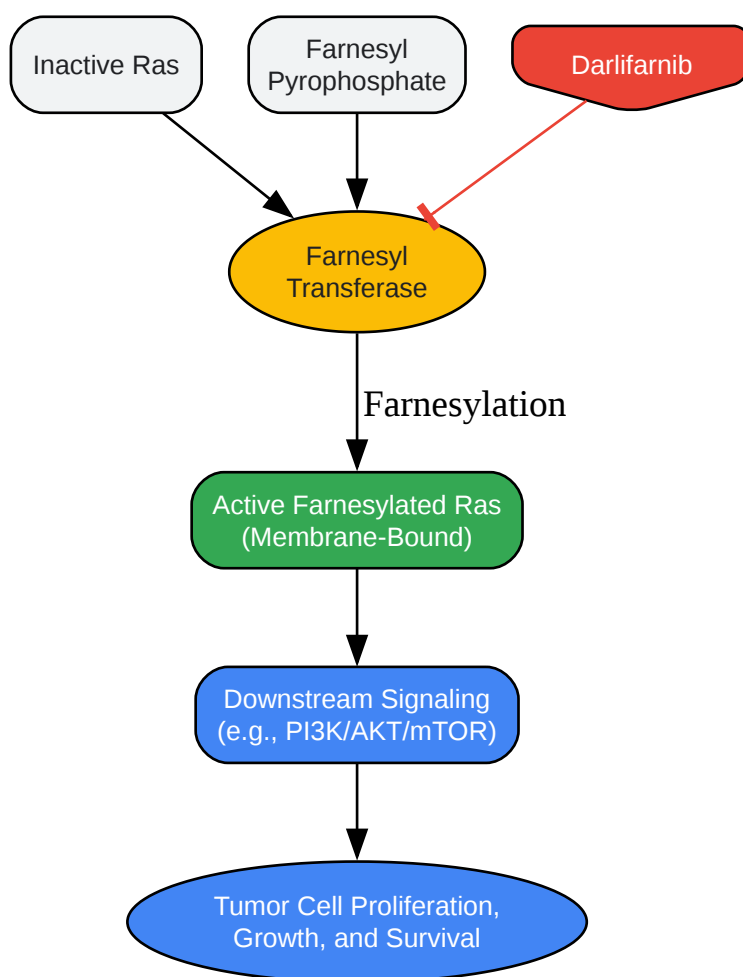 Inactive Ras
Farnesyl
Pyrophosphate
Darlifarnib
Farnesyl
Transferase
Farnesylation
Active Farnesylated Ras
(Membrane-Bound)
Downstream Signaling
(e.g., PI3K/AKT/mTOR)
Tumor Cell Proliferation,
Growth, and Survival